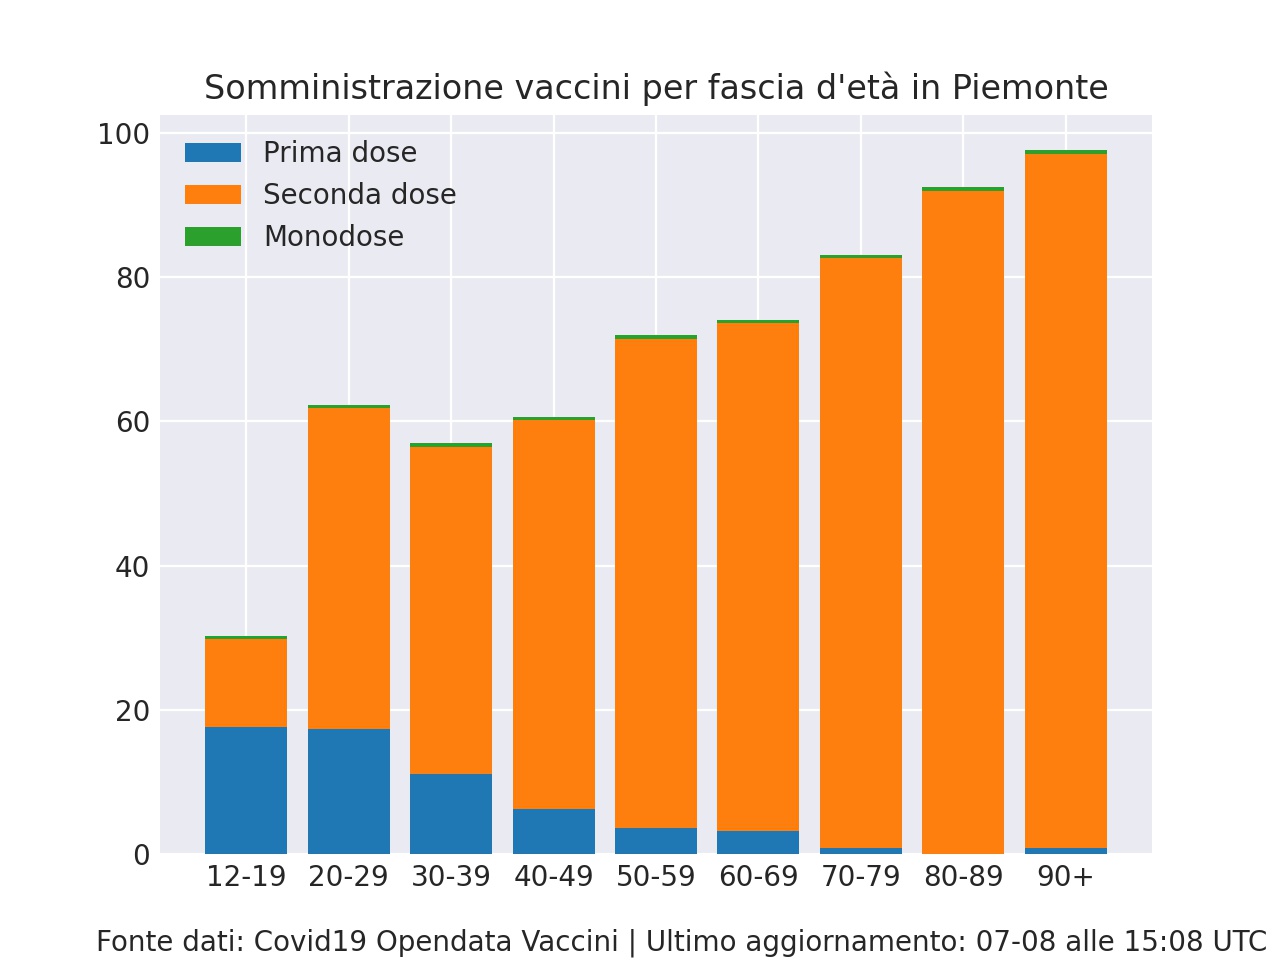 Somministrazione vaccini per fascia d'età in Piemonte
100
80
60
40
20
0
Prima dose
Seconda dose
Monodose
12-19 20-29 30-39 40-49 50-59 60-69 70-79 80-89 90+
Fonte dati: Covid19 Opendata Vaccini | Ultimo aggiornamento: 07-08 alle 15:08 UTC